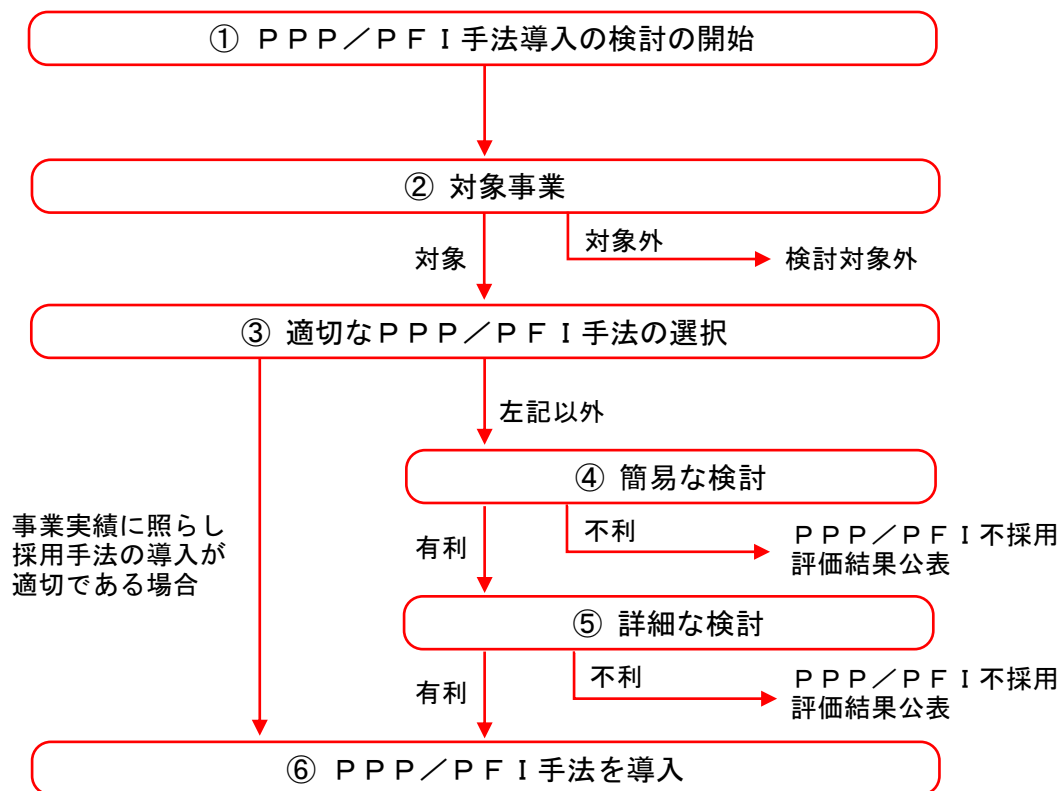 ① ＰＰＰ／ＰＦＩ手法導入の検討の開始
② 対象事業
対象
対象外
検討対象外
③ 適切なＰＰＰ／ＰＦＩ手法の選択
左記以外
④ 簡易な検討
事業実績に照らし
採用手法の導入が
適切である場合
有利
不利
ＰＰＰ／ＰＦＩ不採用
評価結果公表
⑤ 詳細な検討
有利
不利
ＰＰＰ／ＰＦＩ不採用
評価結果公表
⑥ ＰＰＰ／ＰＦＩ手法を導入